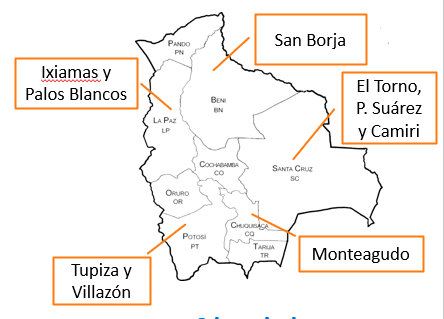 PANDO
PN
San Borja
Ixiamas y
Palos Blancos
El Torno,
P. Suárez
y Camiri
BENI
BN
LA PAZ
LP
COCHABAMBA
CO
SANTA CRUZ
SC
ORURO
OR
CHUQUISACA
CQ
POTOSÍ
PT
TARIJA
TR
Monteagudo
Tupiza y
Villazón